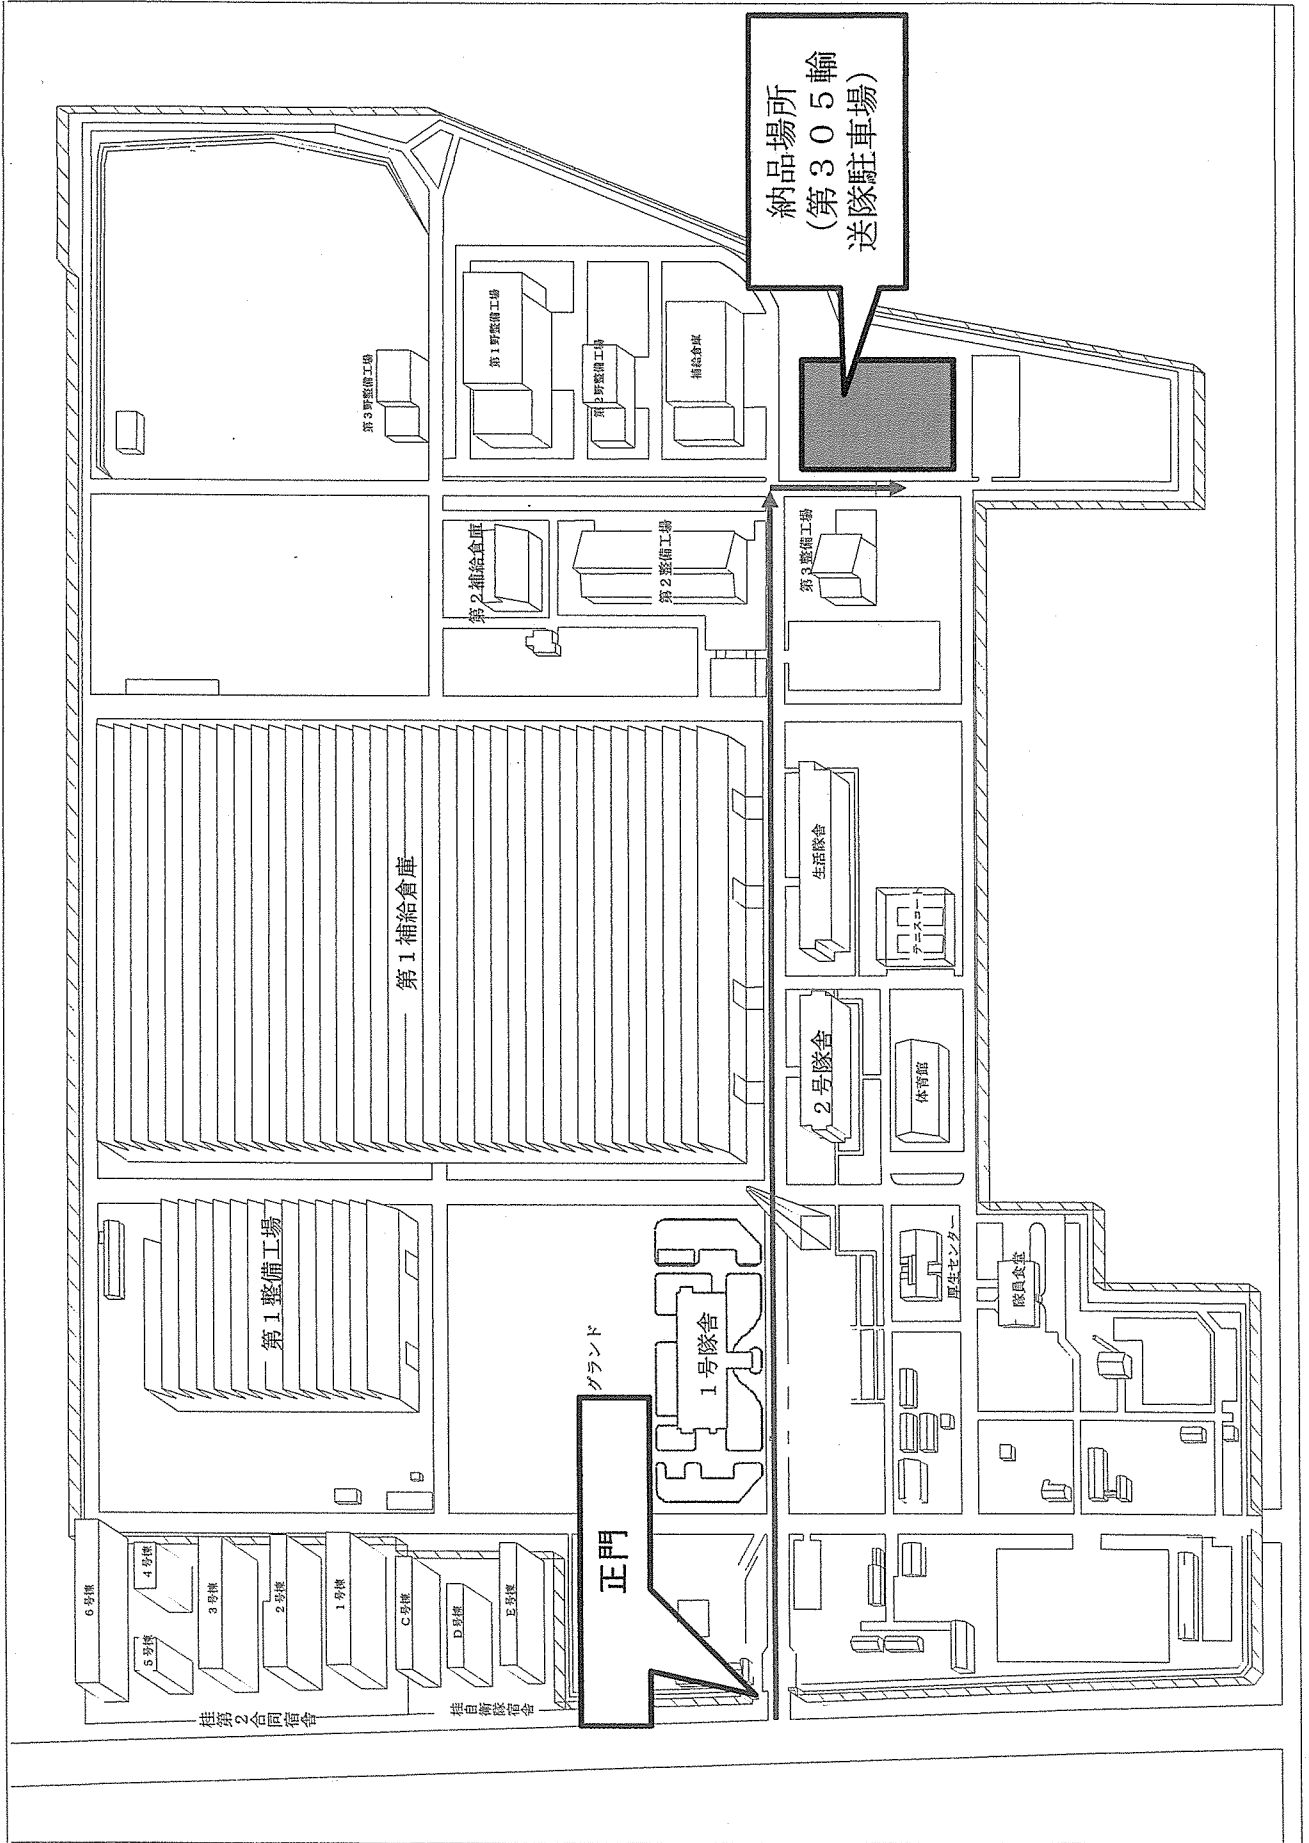 納品場所
（第３０５輸
送隊駐車場）
第３野整備工場
第１野整備工場
第２野整備工場
補給倉庫
第２補給倉庫
第２整備工場
第３整備工場
第１補給倉庫
生活隊舎
テニスコート
２号隊舎
体育館
第１整備工場
グランド
１号隊舎
厚生センター
隊員食堂
正門
６号棟
４号棟
５号棟
３号棟
２号棟
１号棟
C号棟
D号棟
E号棟
桂第２合同宿舎
桂自衛隊宿舎